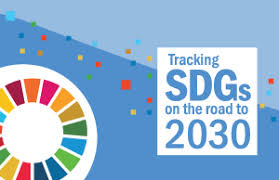 Tracking
SDGs
on the road to
2030